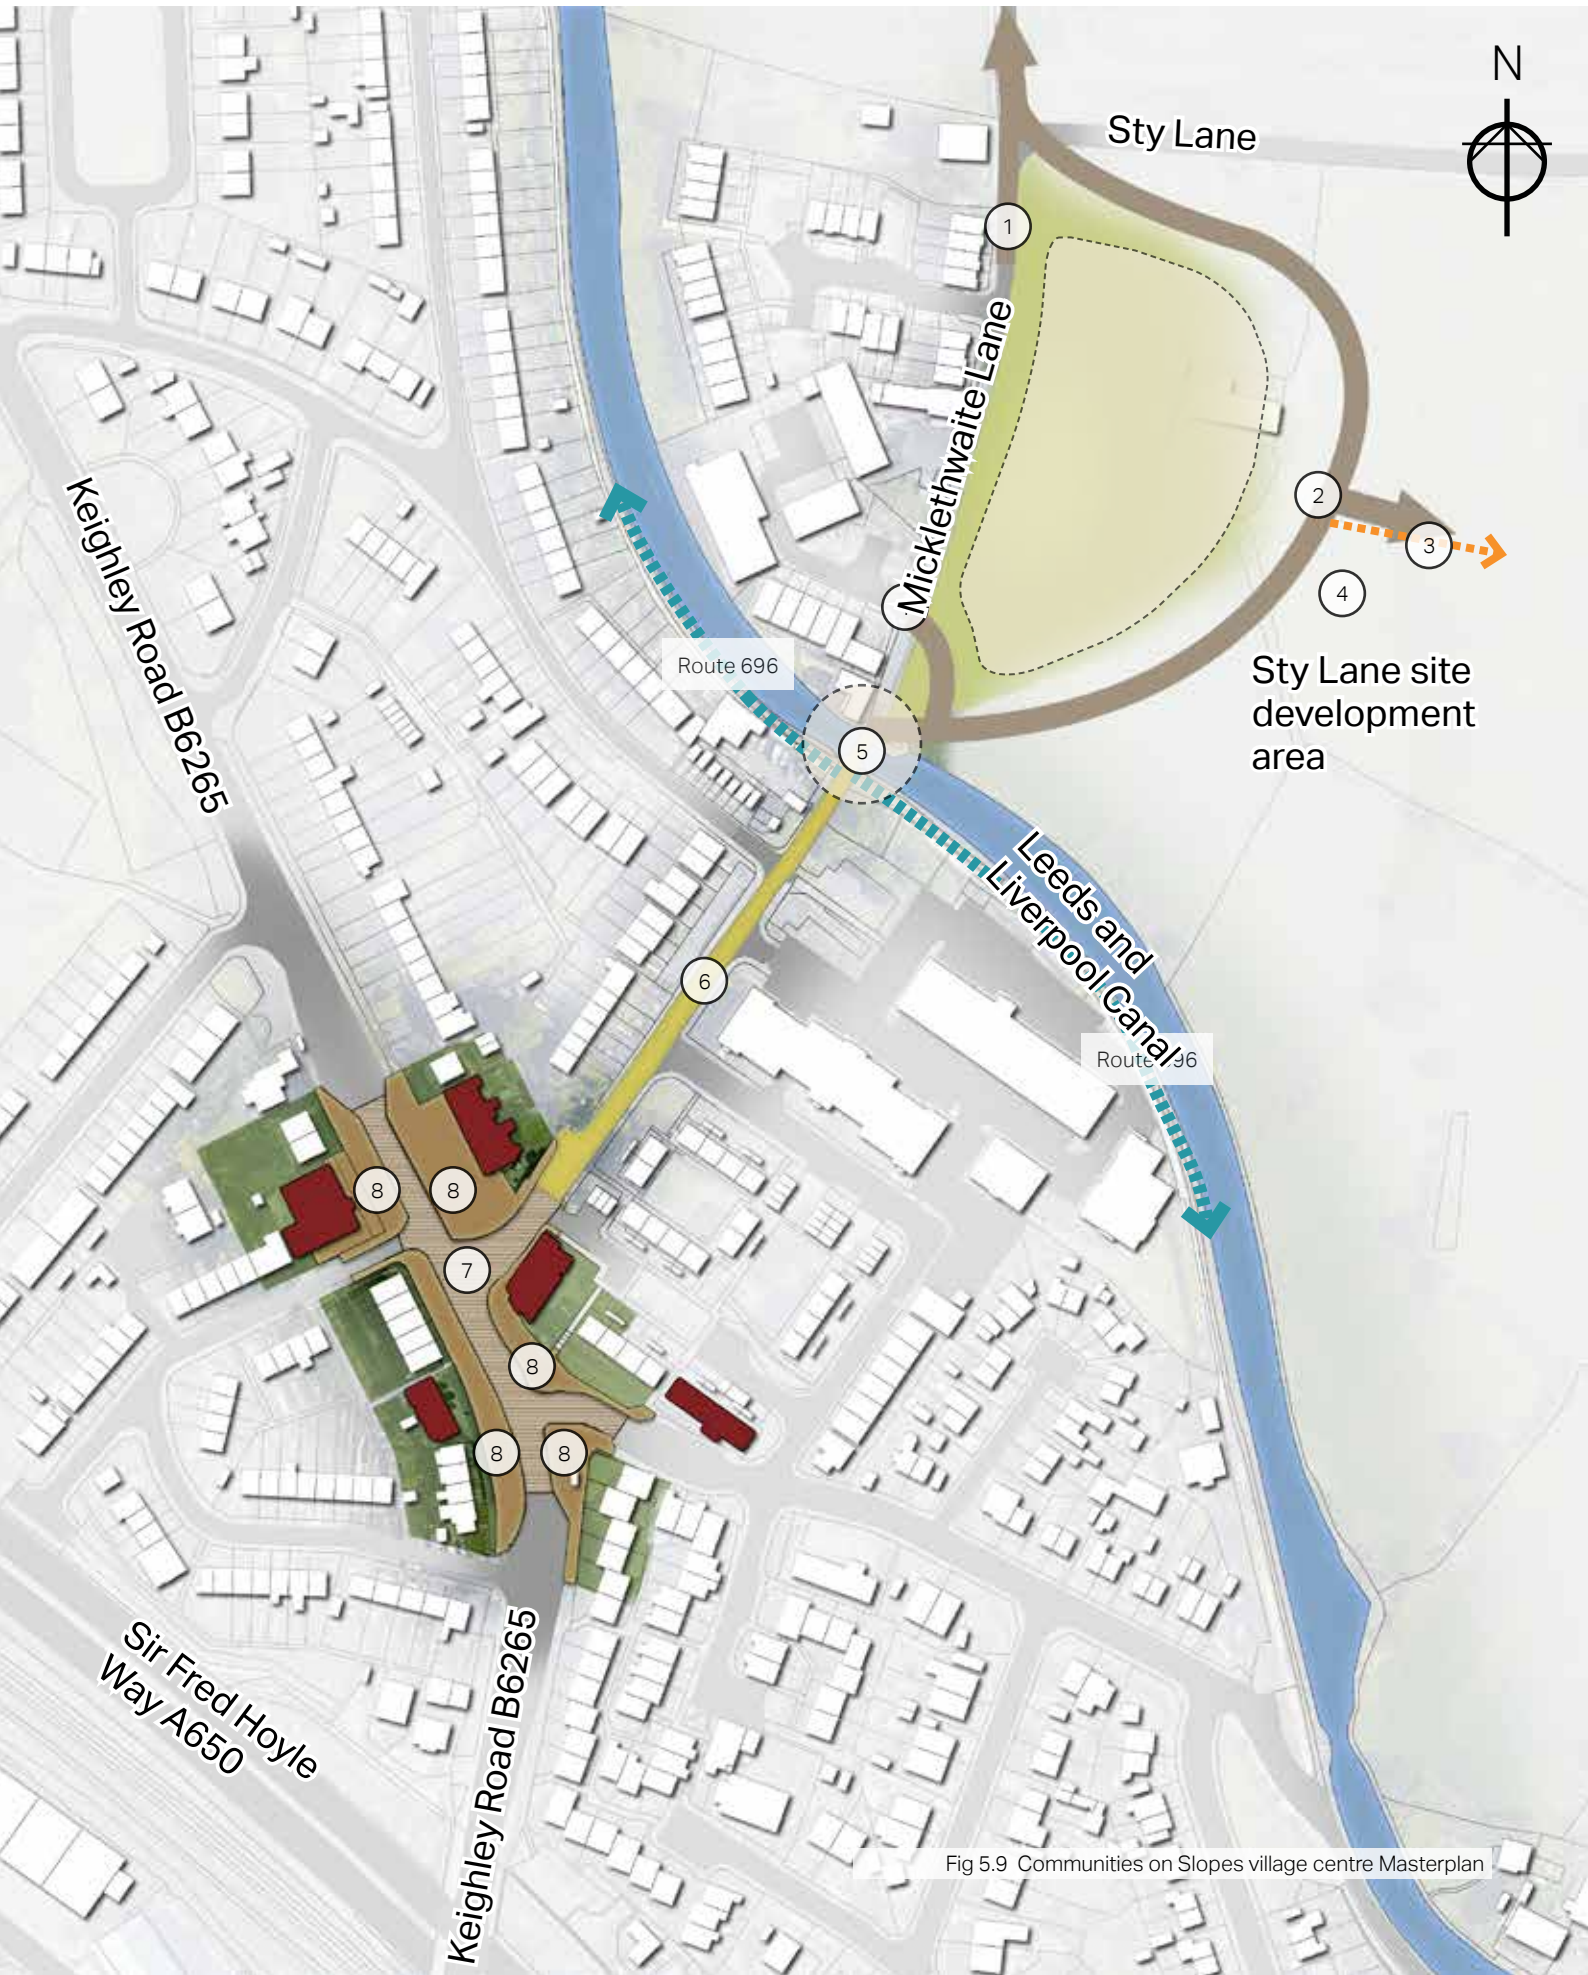 N
Sty Lane
1
Micklethwaite Lane
2
3
4
Keighley Road B6265
Route 696
Sty Lane site
development
area
5
Leeds and
Liverpool Canal
6
Route 96
8
8
7
8
8
8
Sir Fred Hoyle
Way A650
Keighley Road B6265
Fig 5.9 Communities on Slopes village centre Masterplan